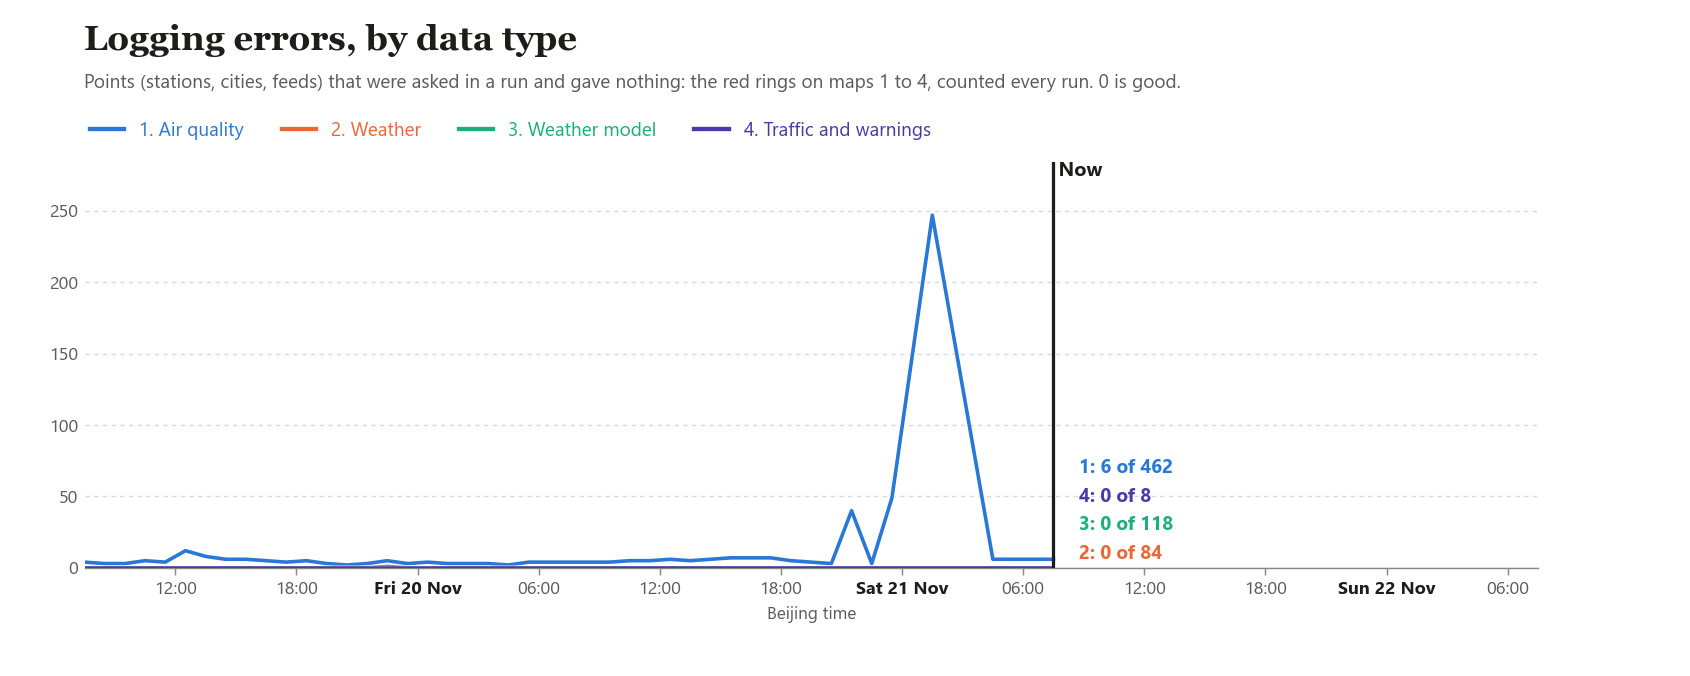 Logging errors, by data type
Points (stations, cities, feeds) that were asked in a run and gave nothing: the red rings on maps 1 to 4, counted every run. 0 is good.
1. Air quality 2. Weather 3. Weather model 4. Traffic and warnings
Now
250
200
150
100
50
0
1: 6 of 462
4: 0 of 8
3: 0 of 118
2: 0 of 84
12:00 18:00 Fri 20 Nov 06:00 12:00 18:00 Sat 21 Nov 06:00 12:00 18:00 Sun 22 Nov 06:00
Beijing time